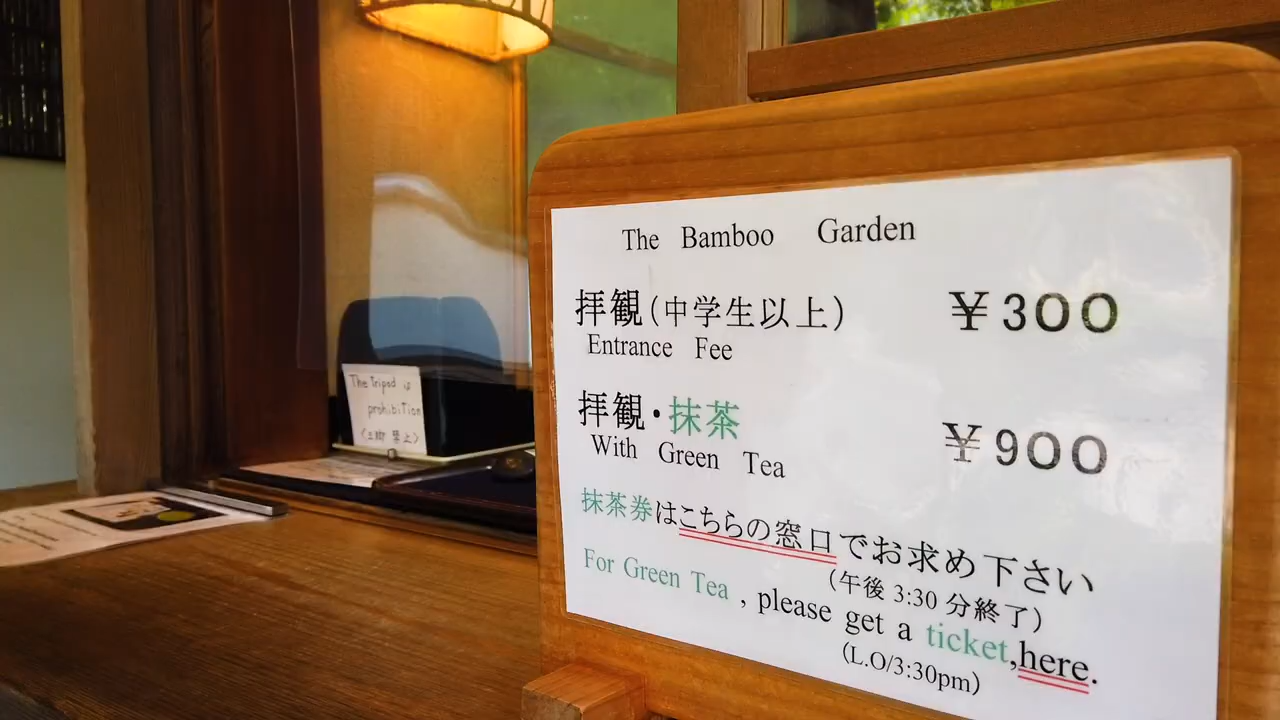 The Bamboo Garden
拝観(中学生以上) ¥300
Entrance Fee
拝観・抹茶 ¥900
With Green Tea
抹茶券はこちらの窓口でお求め下さい
(午後 3:30 分終了)
For Green Tea , please get a ticket,here.
(L.O/3:30pm)
The tripod is
prohibition
(三脚 禁止)